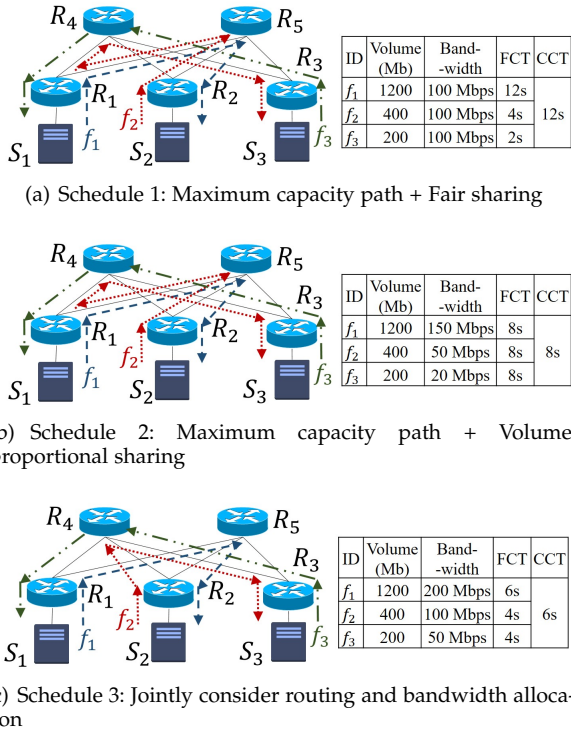 R4 R5
R3
R1 R2
f1 f2 f3
S1 S2 S3
ID Volume (Mb) Band- -width FCT CCT
f1 1200 100 Mbps 12s
f2 400 100 Mbps 4s 12s
f3 200 100 Mbps 2s
(a) Schedule 1: Maximum capacity path + Fair sharing
R4 R5
R3
R1 R2
f1 f2 f3
S1 S2 S3
ID Volume (Mb) Band- -width FCT CCT
f1 1200 150 Mbps 8s
f2 400 50 Mbps 8s 8s
f3 200 20 Mbps 8s
) Schedule 2: Maximum capacity path + Volume
proportional sharing
R4 R5
R3
R1 R2
f1 f2 f3
S1 S2 S3
ID Volume (Mb) Band- -width FCT CCT
f1 1200 200 Mbps 6s
f2 400 100 Mbps 4s 6s
f3 200 50 Mbps 4s
) Schedule 3: Jointly consider routing and bandwidth alloca-
on